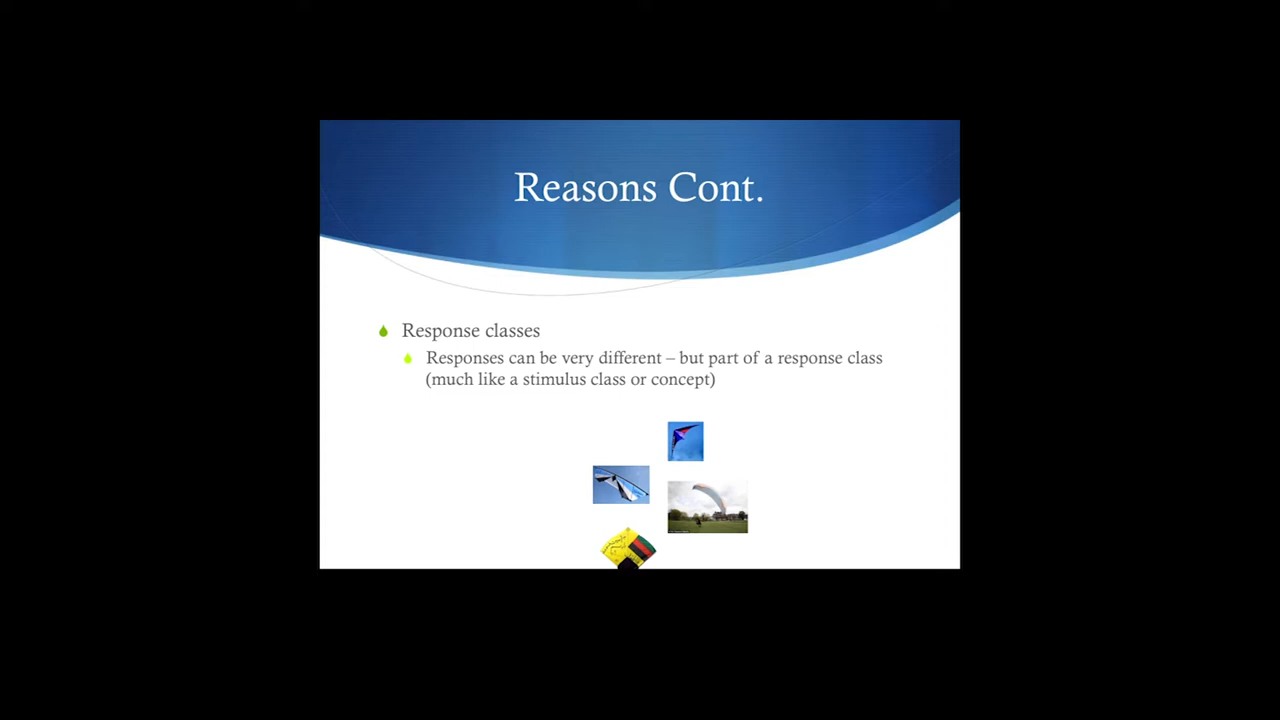 Reasons Cont.
Response classes
Responses can be very different – but part of a response class
(much like a stimulus class or concept)